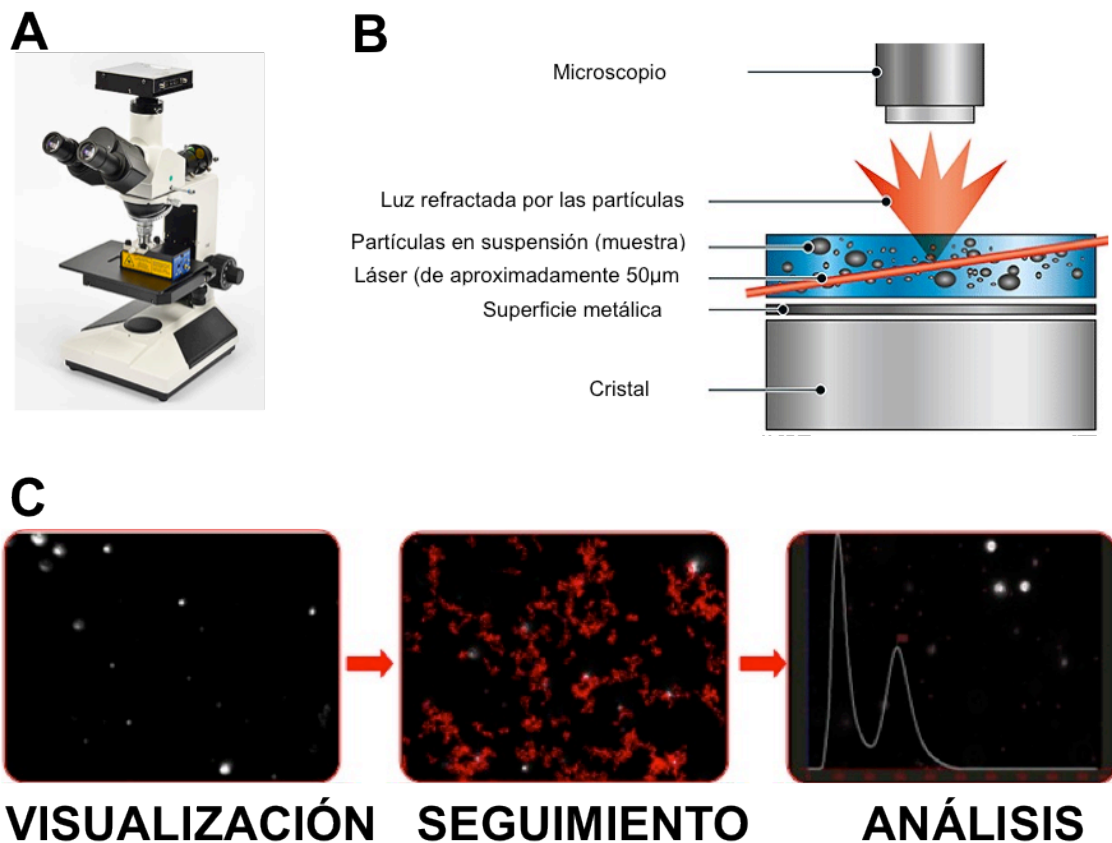 A
B
Microscopio
Luz refractada por las partículas
Partículas en suspensión (muestra)
Láser (de aproximadamente 50µm
Superficie metálica
Cristal
C
VISUALIZACIÓN
SEGUIMIENTO
ANÁLISIS